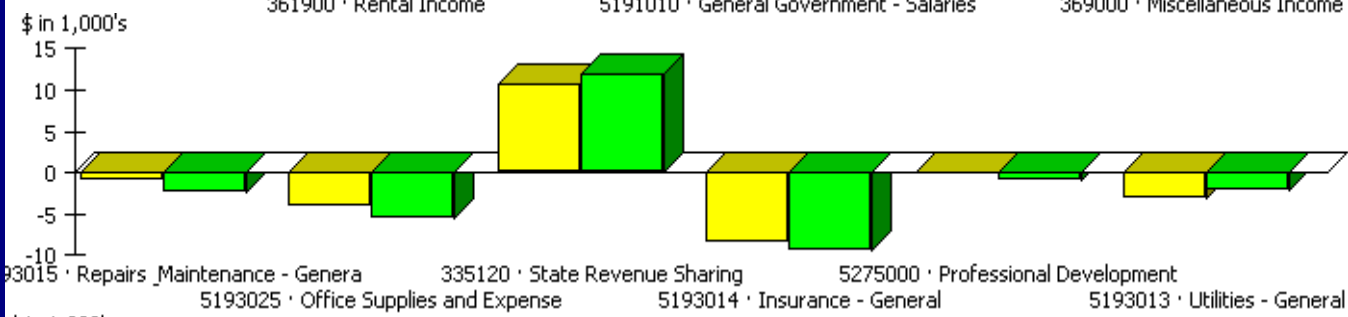 361900 · Rental Income 5191010 · General Government - Salaries 369000 · Miscellaneous Income
$ in 1,000's
15
10
5
0
-5
-10
93015 · Repairs _Maintenance - Genera 335120 · State Revenue Sharing 5275000 · Professional Development
5193025 · Office Supplies and Expense 5193014 · Insurance - General 5193013 · Utilities - General